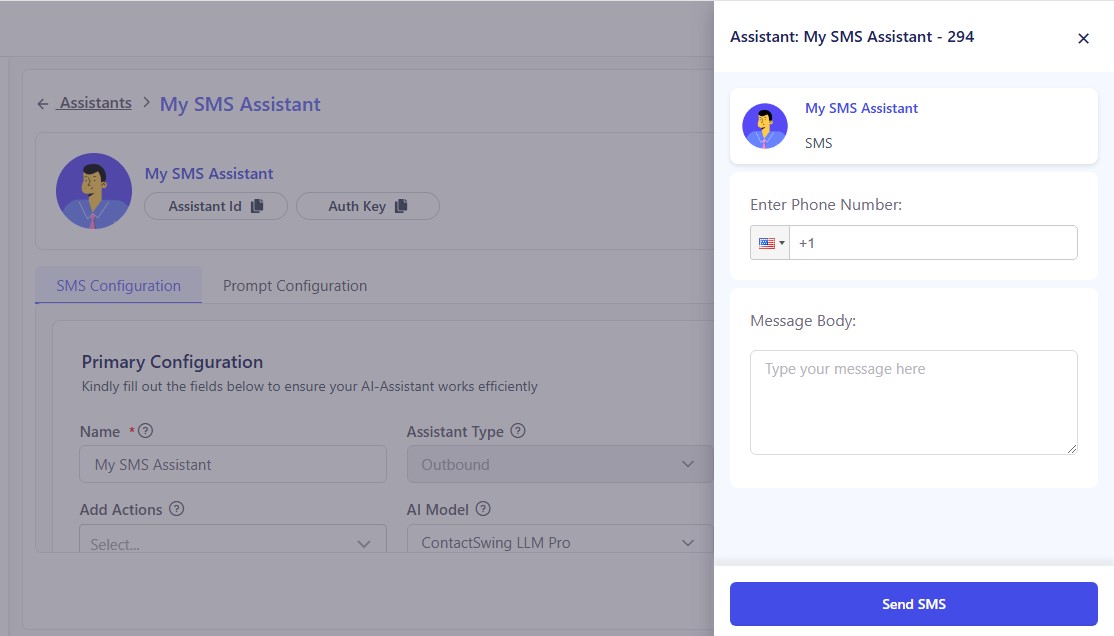 Assistants > My SMS Assistant
My SMS Assistant
Assistant Id
Auth Key
SMS Configuration
Prompt Configuration
Primary Configuration
Kindly fill out the fields below to ensure your AI-Assistant works efficiently
Name *
Assistant Type
My SMS Assistant
Outbound
Add Actions
AI Model
Select...
ContactSwing LLM Pro
Assistant: My SMS Assistant - 294
My SMS Assistant
SMS
Enter Phone Number:
+1
Message Body:
Type your message here
Send SMS